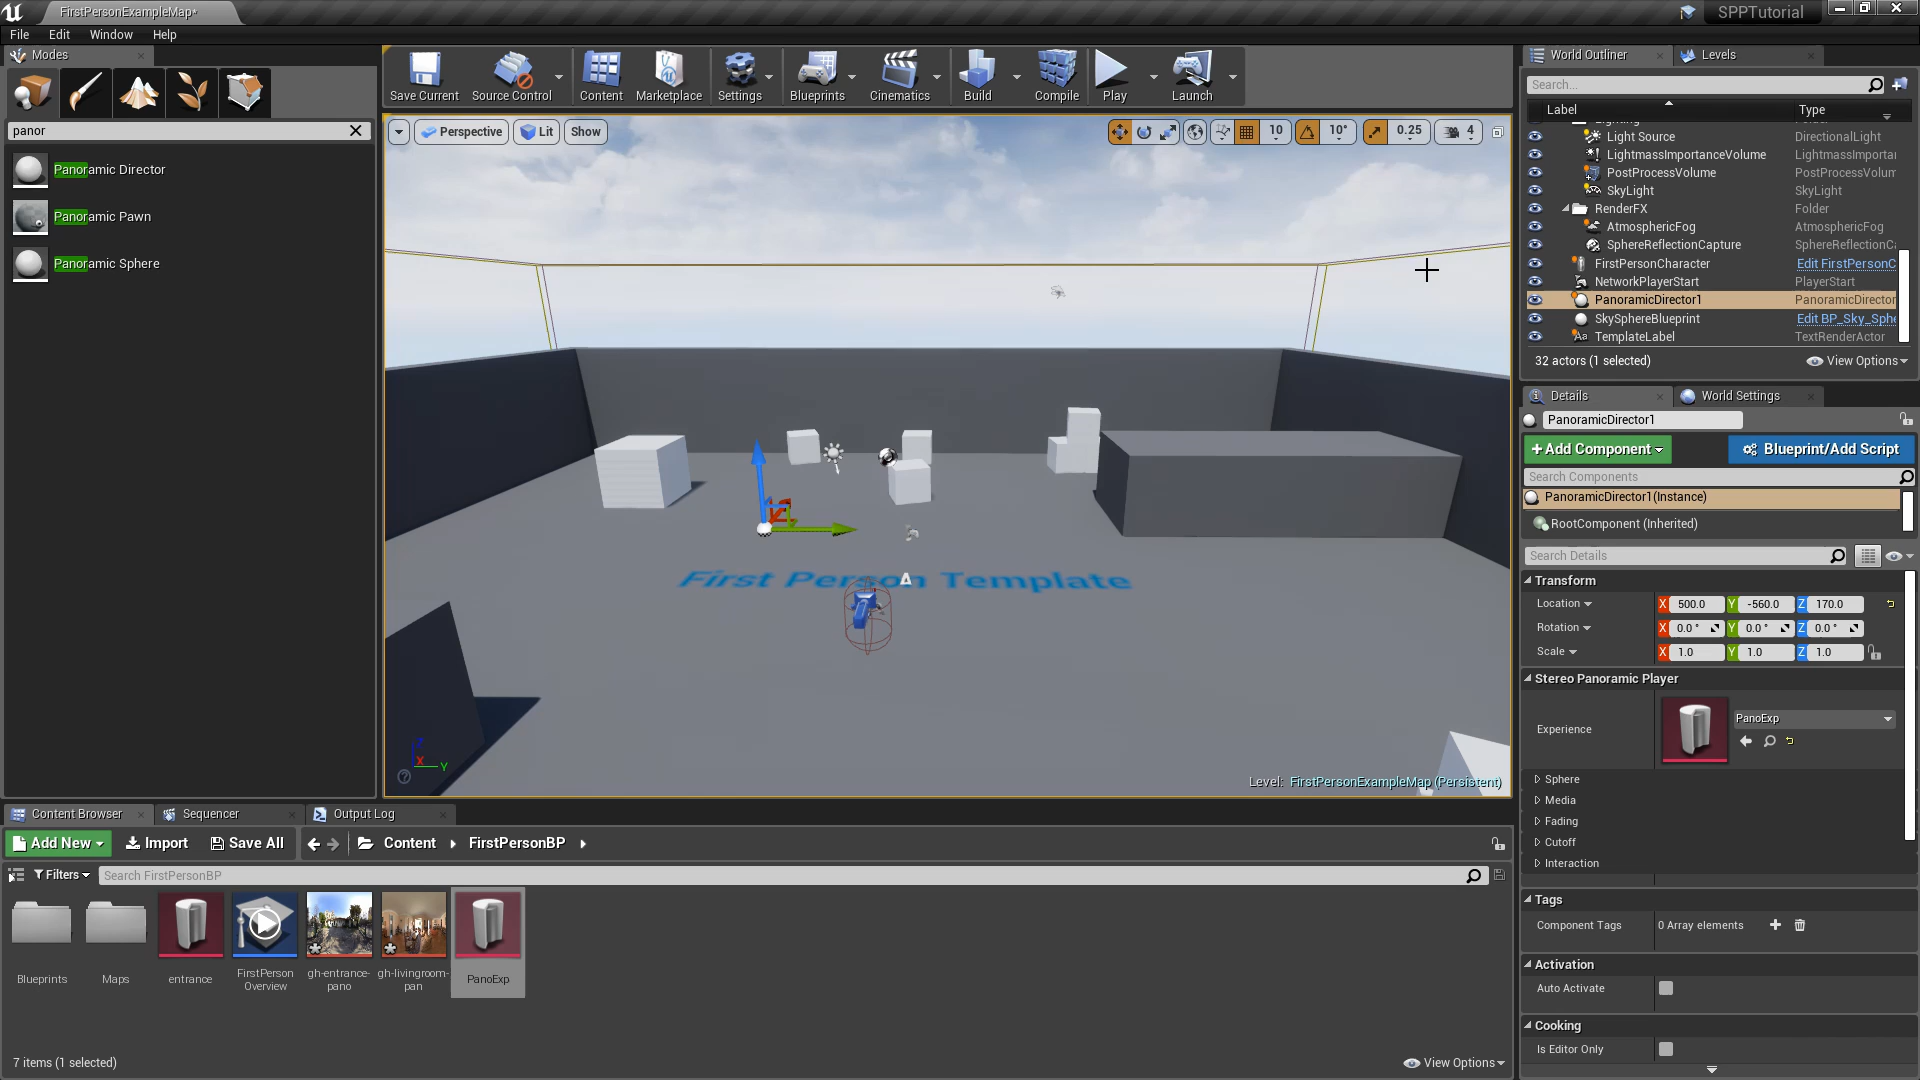 FirstPersonExampleMap*
SPPTutorial
File Edit Window Help
Modes
panor
Panoramic Director
Panoramic Pawn
Panoramic Sphere
Save Current
Source Control
Content
Marketplace
Settings
Blueprints
Cinematics
Build
Compile
Play
Launch
Perspective
Lit
Show
10
10°
0.25
4
First Person Template
Z
X
Y
Level: FirstPersonExampleMap (Persistent)
World Outliner
Levels
Search...
Label Type
Lighting Folder
Light Source DirectionalLight
LightmassImportanceVolume LightmassImportan
PostProcessVolume PostProcessVolum
SkyLight SkyLight
RenderFX Folder
AtmosphericFog AtmosphericFog
SphereReflectionCapture SphereReflectionCa
FirstPersonCharacter Edit FirstPersonC
NetworkPlayerStart PlayerStart
PanoramicDirector1 PanoramicDirector
SkySphereBlueprint Edit BP_Sky_Sphe
TemplateLabel TextRenderActor
32 actors (1 selected)
View Options
Details
World Settings
PanoramicDirector1
+Add Component
Blueprint/Add Script
Search Components
PanoramicDirector1(Instance)
RootComponent (Inherited)
Search Details
Transform
Location X 500.0 Y -560.0 Z 170.0
Rotation X 0.0 ° Y 0.0 ° Z 0.0 °
Scale X 1.0 Y 1.0 Z 1.0
Stereo Panoramic Player
Experience
PanoExp
Sphere
Media
Fading
Cutoff
Interaction
Tags
Component Tags 0 Array elements
Activation
Auto Activate
Cooking
Is Editor Only
Content Browser
Sequencer
Output Log
Add New
Import
Save All
Content
FirstPersonBP
Filters
Search FirstPersonBP
Blueprints
Maps
entrance
FirstPerson
Overview
gh-entrance-
pano
gh-livingroom-
pan
PanoExp
7 items (1 selected)
View Options